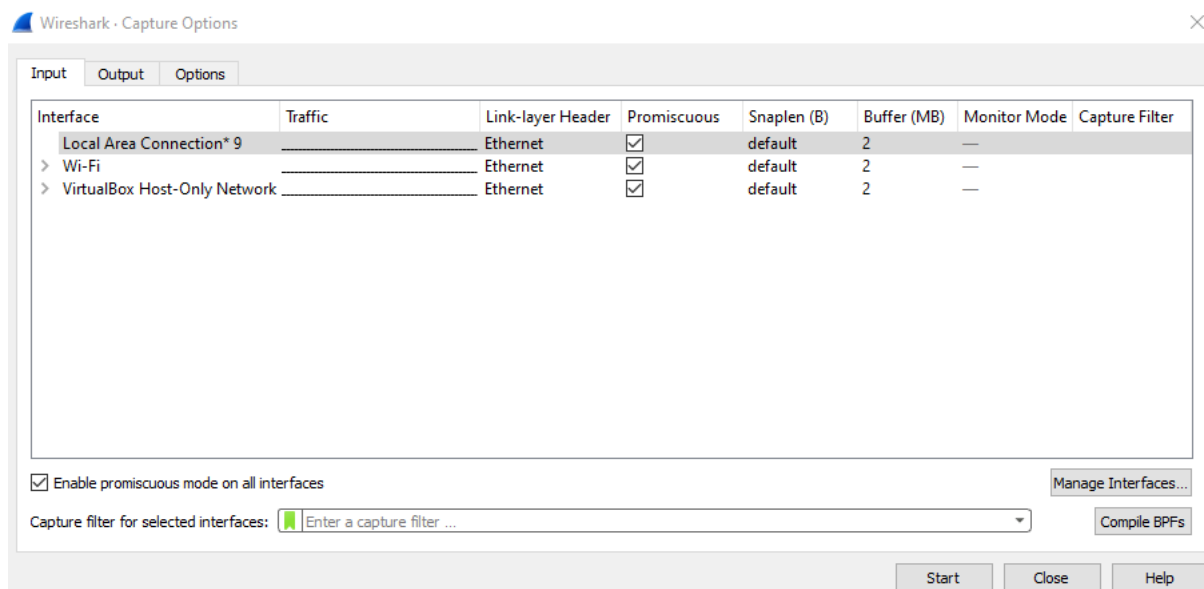 Wireshark · Capture Options
Input Output Options
Interface Traffic Link-layer Header Promiscuous Snaplen (B) Buffer (MB) Monitor Mode Capture Filter
Local Area Connection* 9 Ethernet default 2 —
Wi-Fi Ethernet default 2 —
VirtualBox Host-Only Network Ethernet default 2 —
Enable promiscuous mode on all interfaces Manage Interfaces...
Capture filter for selected interfaces: Enter a capture filter ... Compile BPFs
Start Close Help